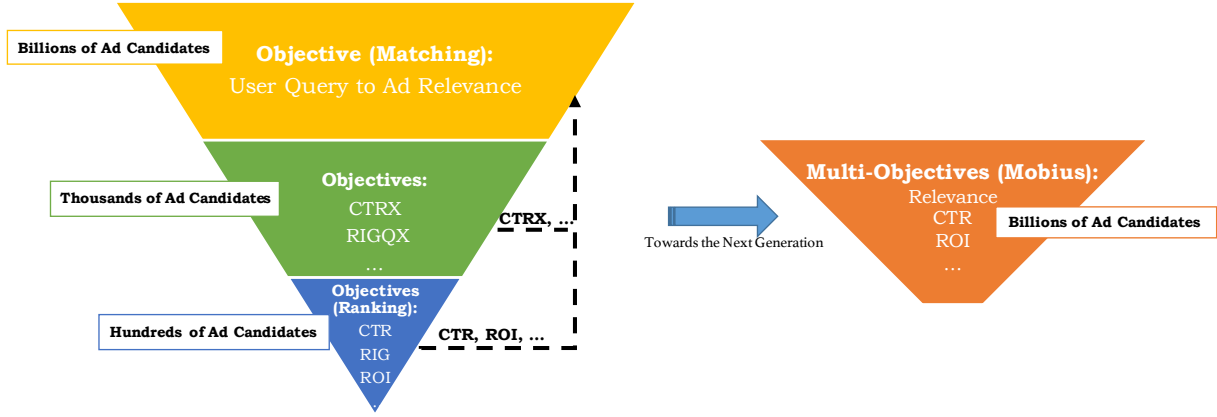 Billions of Ad Candidates
Objective (Matching):
User Query to Ad Relevance
Thousands of Ad Candidates
Objectives:
CTRX
RIGQX
...
CTRX, ...
Hundreds of Ad Candidates
Objectives
(Ranking):
CTR
RIG
ROI
.
CTR, ROI, ...
Towards the Next Generation
Multi-Objectives (Mobius):
Relevance
CTR
ROI
...
Billions of Ad Candidates